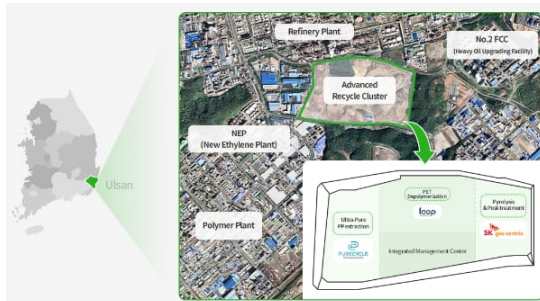 Ulsan
Refinery Plant
No.2 FCC
(Heavy Oil Upgrading Facility)
Advanced
Recycle Cluster
NEP
(New Ethylene Plant)
Polymer Plant
PET
Depolymerization
loop
Pyrolysis
& Post-treatment
SK geo centric
Ultra-Pure
PP extraction
PURECYCLE
Integrated Management Center